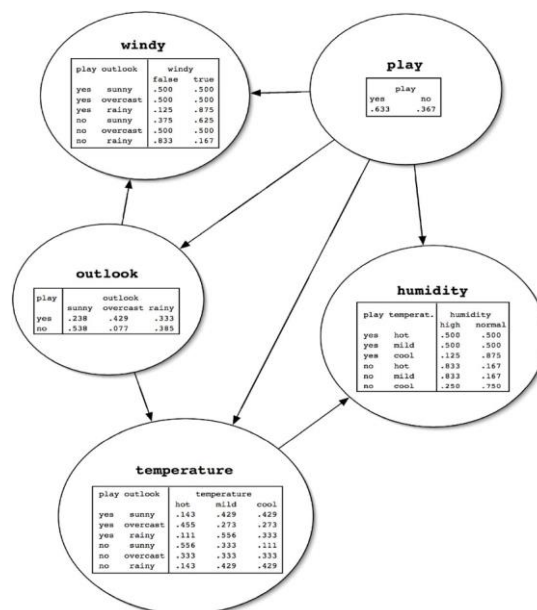 windy
play outlook windy
false true
yes sunny .500 .500
yes overcast .500 .500
yes rainy .125 .875
no sunny .375 .625
no overcast .500 .500
no rainy .833 .167
play
play
yes no
.633 .367
outlook
play outlook
sunny overcast rainy
yes .238 .429 .333
no .538 .077 .385
humidity
play temperat. humidity
high normal
yes hot .500 .500
yes mild .500 .500
yes cool .125 .875
no hot .833 .167
no mild .833 .167
no cool .250 .750
temperature
play outlook temperature
hot mild cool
yes sunny .143 .429 .429
yes overcast .455 .273 .273
yes rainy .111 .556 .333
no sunny .556 .333 .111
no overcast .333 .333 .333
no rainy .143 .429 .429